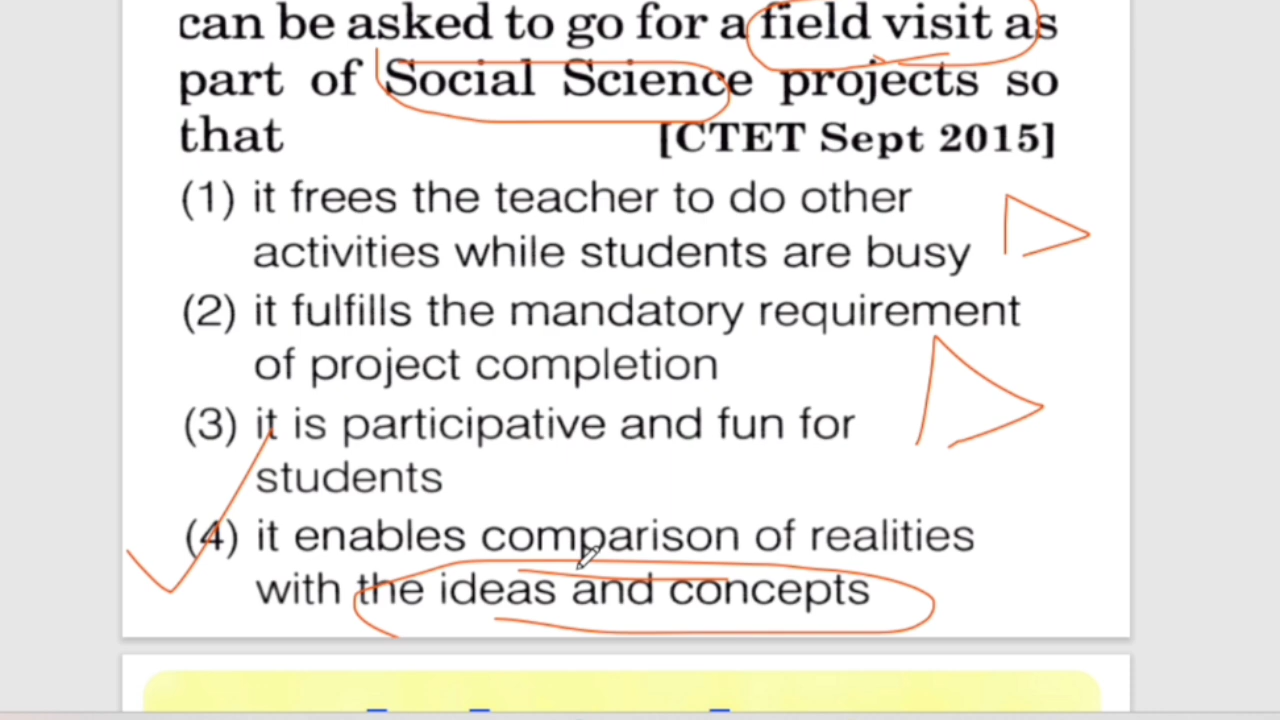 can be asked to go for a field visit as
part of Social Science projects so
that [CTET Sept 2015]
(1) it frees the teacher to do other
activities while students are busy
(2) it fulfills the mandatory requirement
of project completion
(3) it is participative and fun for
students
(4) it enables comparison of realities
with the ideas and concepts